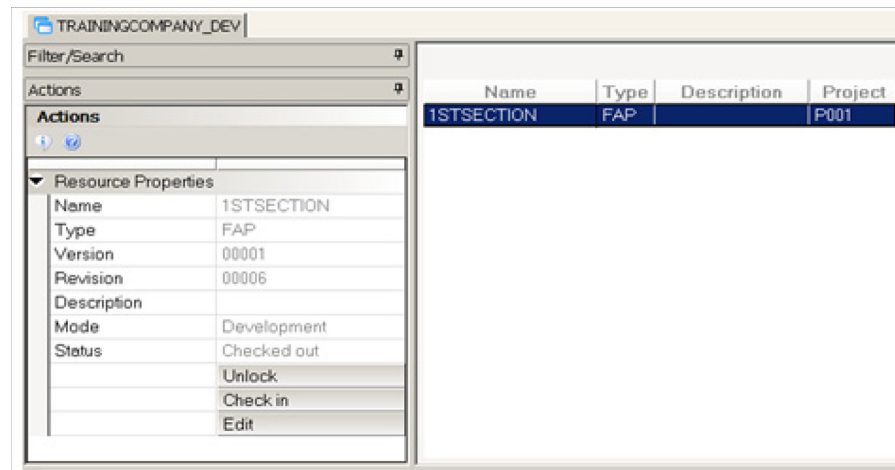 TRAININGCOMPANY_DEV
Filter/Search
Actions
Actions
Resource Properties
Name 1STSECTION
Type FAP
Version 00001
Revision 00006
Description
Mode Development
Status Checked out
Unlock
Check in
Edit
Name Type Description Project
1STSECTION FAP P001